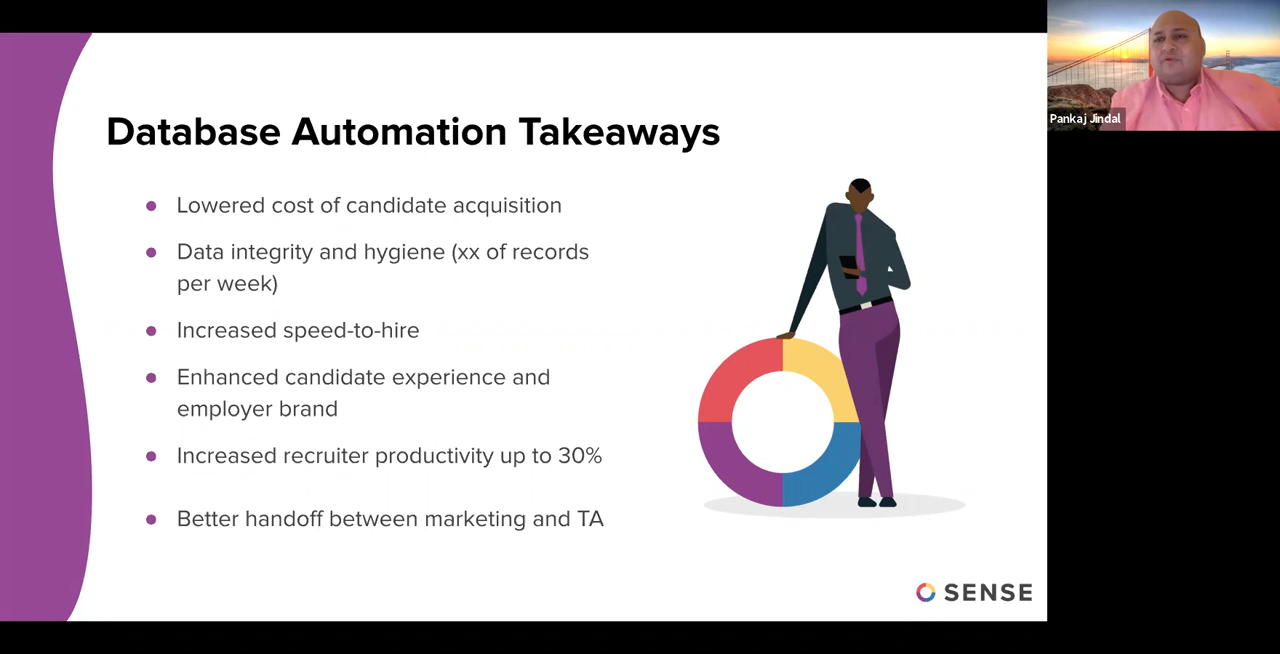 Database Automation Takeaways
Lowered cost of candidate acquisition
Data integrity and hygiene (xx of records
per week)
Increased speed-to-hire
Enhanced candidate experience and
employer brand
Increased recruiter productivity up to 30%
Better handoff between marketing and TA
SENSE
Pankaj Jindal